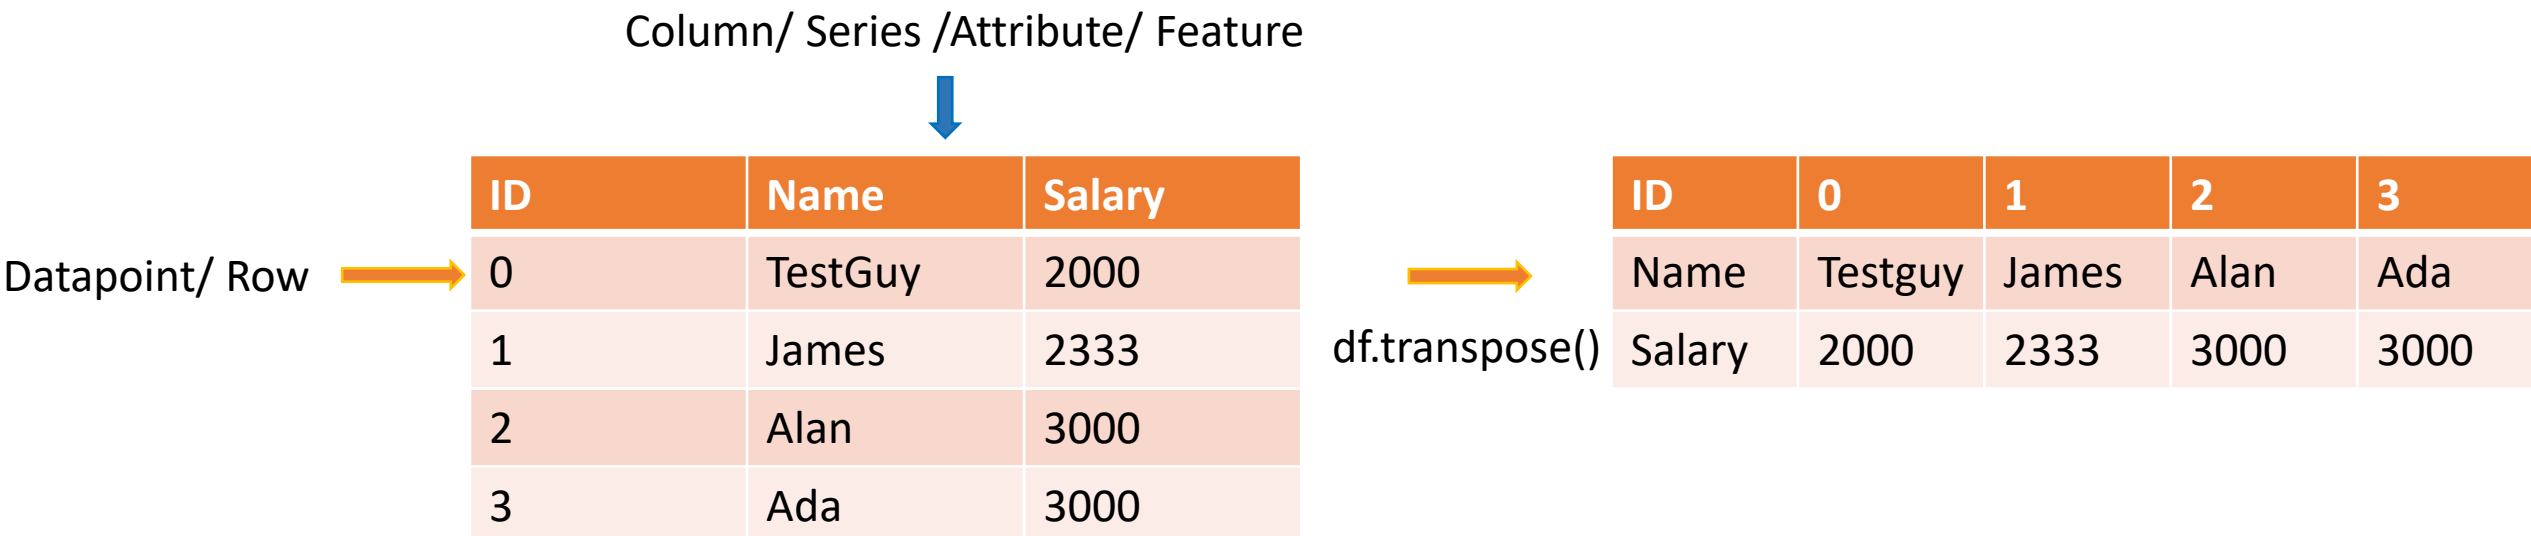 Column/ Series /Attribute/ Feature
ID Name Salary
Datapoint/ Row
0 TestGuy 2000
1 James 2333
2 Alan 3000
3 Ada 3000
df.transpose()
ID 0 1 2 3
Name Testguy James Alan Ada
Salary 2000 2333 3000 3000